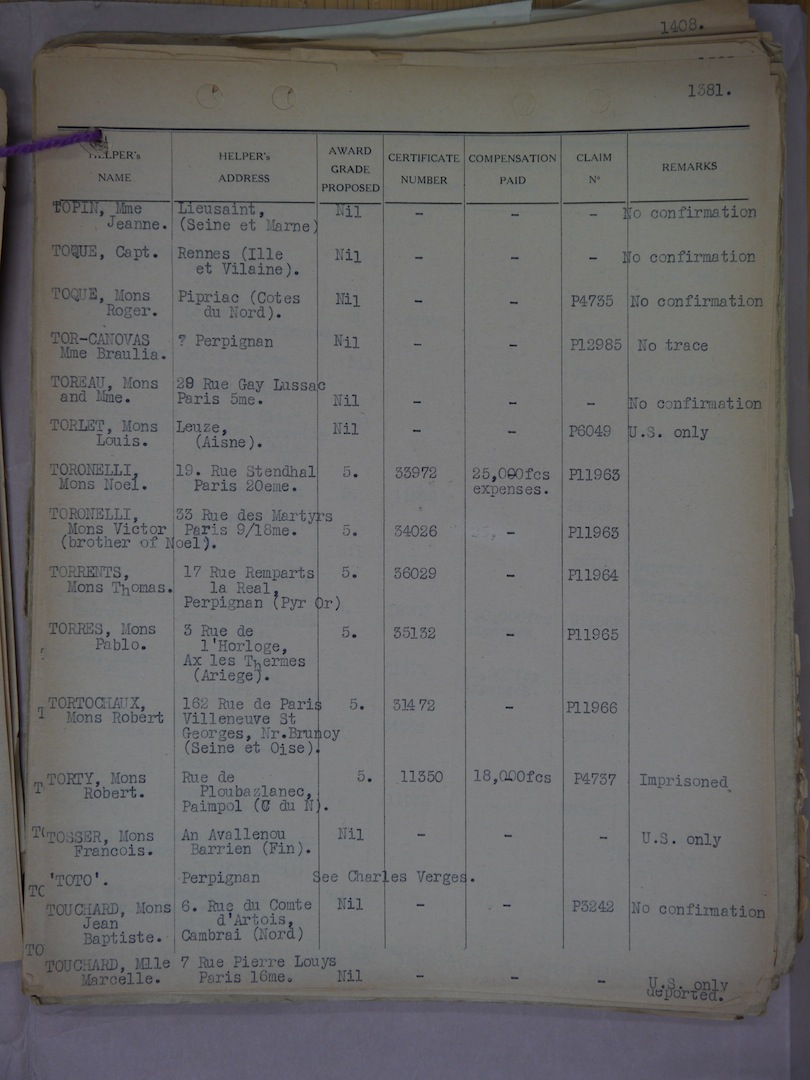 1408.
1381.
HELPER's NAME HELPER's ADDRESS AWARD GRADE PROPOSED CERTIFICATE NUMBER COMPENSATION PAID CLAIM Nº REMARKS
TOPIN, Mme Lieusaint, Nil - - - No confirmation
Jeanne. (Seine et Marne)
TOQUE, Capt. Rennes (Ille Nil - - - No confirmation
et Vilaine).
TOQUE, Mons Pipriac (Cotes Nil - - P4735 No confirmation
Roger. du Nord).
TOR-CANOVAS ? Perpignan Nil - - P12985 No trace
Mme Braulia.
TOREAU, Mons 29 Rue Gay Lussac
and Mme. Paris 5me. Nil - - - No confirmation
TORLET, Mons Leuze, Nil - - P6049 U.S. only
Louis. (Aisne).
TORONELLI, 19. Rue Stendhal 5. 33972 25,000fcs P11963
Mons Noel. Paris 20eme. expenses.
TORONELLI, 33 Rue des Martyrs
Mons Victor Paris 9/18me. 5. 34026 - P11963
(brother of Noel).
TORRENTS, 17 Rue Remparts 5. 36029 - P11964
Mons Thomas. la Real,
Perpignan (Pyr Or)
TORRES, Mons 3 Rue de 5. 35132 - P11965
Pablo. l'Horloge,
Ax les Thermes
(Ariege).
TORTOCHAUX, 162 Rue de Paris 5. 31472 - P11966
T Mons Robert Villeneuve St
Georges, Nr.Brunoy
(Seine et Oise).
TORTY, Mons Rue de 5. 11350 18,000fcs P4737 Imprisoned
T Robert. Ploubazlanec,
Paimpol (C du N).
TO TOSSER, Mons An Avallenou Nil - - - U.S. only
Francois. Barrien (Fin).
'TOTO'. Perpignan See Charles Verges.
TO
TOUCHARD, Mons 6. Rue du Comte Nil - - P3242 No confirmation
Jean d'Artois,
Baptiste. Cambrai (Nord)
TO
TOUCHARD, Mlle 7 Rue Pierre Louys
Marcelle. Paris 16me. Nil - - - U.S. only
deported.